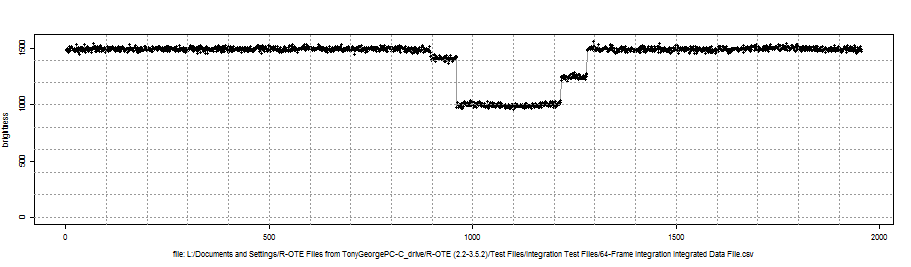 1500
1000
500
0
brightness
0 500 1000 1500 2000
file: L:/Documents and Settings/R-OTE Files from TonyGeorgePC-C_drive/R-OTE (2.2-3.5.2)/Test Files/Integration Test Files/64-Frame Integration Integrated Data File.csv